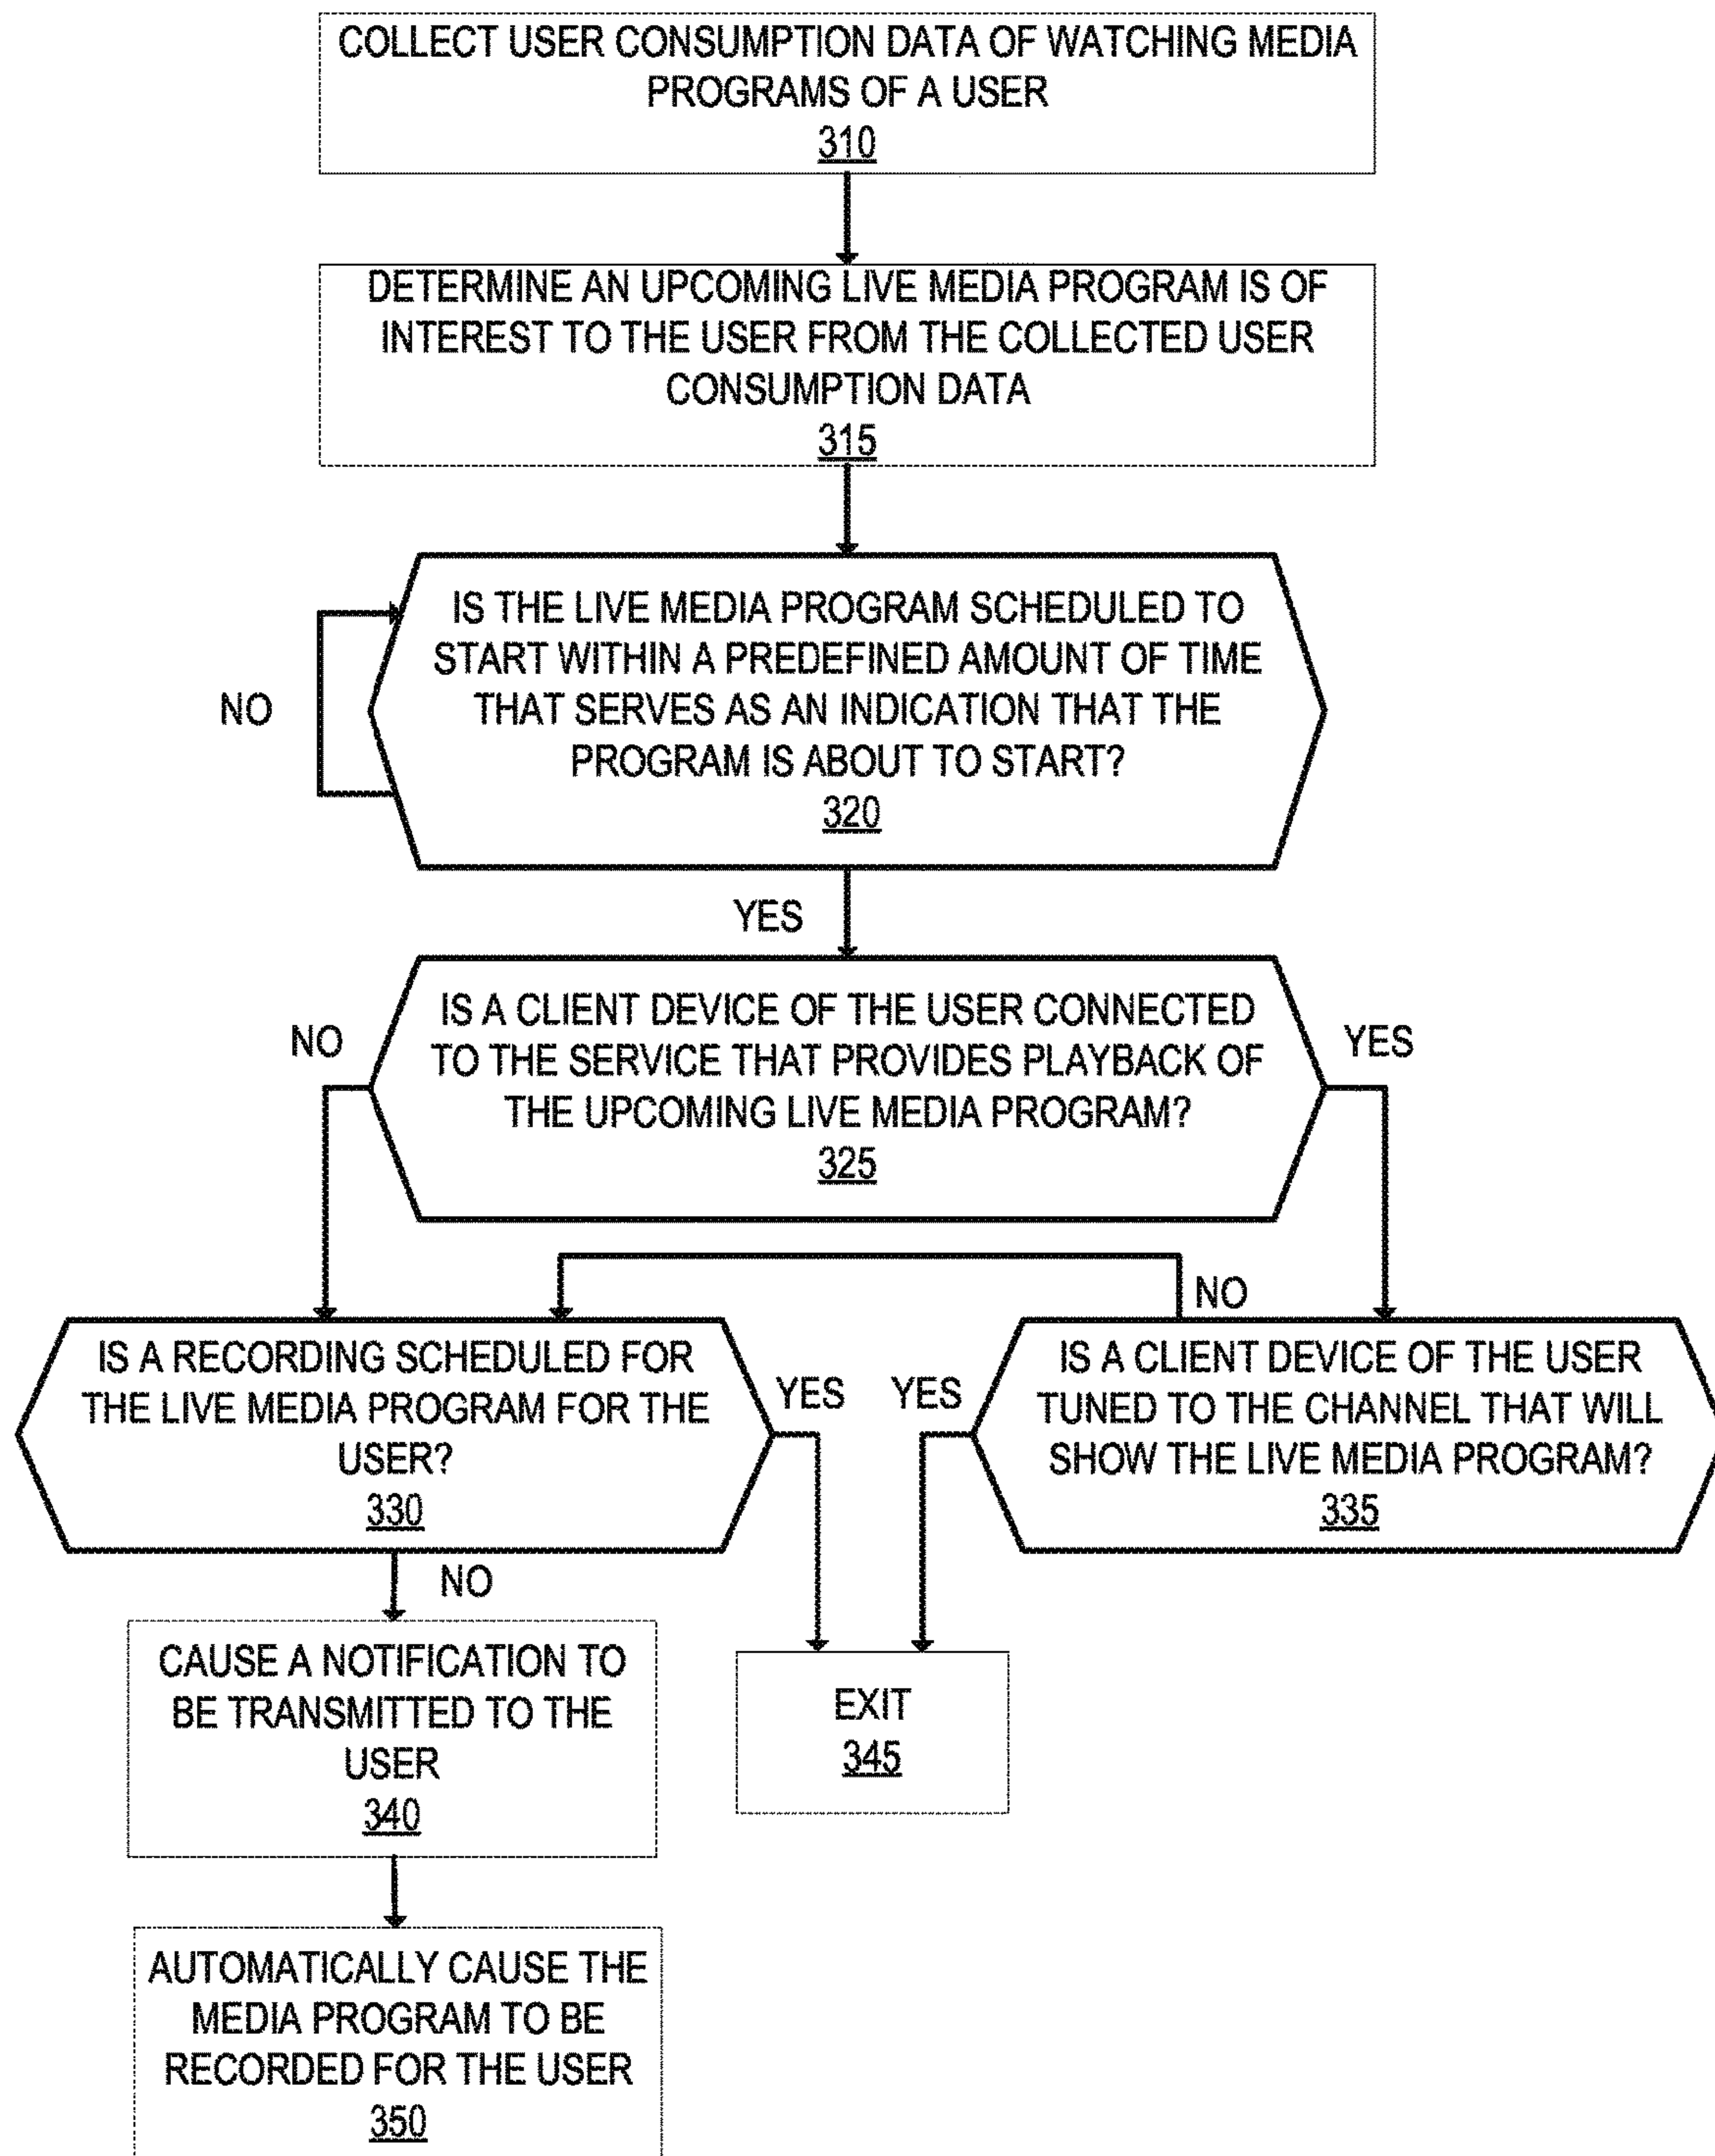 COLLECT USER CONSUMPTION DATA OF WATCHING MEDIA
PROGRAMS OF A USER
310
DETERMINE AN UPCOMING LIVE MEDIA PROGRAM IS OF
INTEREST TO THE USER FROM THE COLLECTED USER
CONSUMPTION DATA
315
IS THE LIVE MEDIA PROGRAM SCHEDULED TO
START WITHIN A PREDEFINED AMOUNT OF TIME
THAT SERVES AS AN INDICATION THAT THE
PROGRAM IS ABOUT TO START?
320
NO
YES
IS A CLIENT DEVICE OF THE USER CONNECTED
TO THE SERVICE THAT PROVIDES PLAYBACK OF
THE UPCOMING LIVE MEDIA PROGRAM?
325
NO
YES
NO
IS A RECORDING SCHEDULED FOR
THE LIVE MEDIA PROGRAM FOR THE
USER?
330
YES
YES
IS A CLIENT DEVICE OF THE USER
TUNED TO THE CHANNEL THAT WILL
SHOW THE LIVE MEDIA PROGRAM?
335
NO
CAUSE A NOTIFICATION TO
BE TRANSMITTED TO THE
USER
340
EXIT
345
AUTOMATICALLY CAUSE THE
MEDIA PROGRAM TO BE
RECORDED FOR THE USER
350